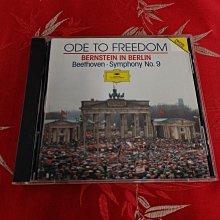 ODE TO FREEDOM
BERNSTEIN IN BERLIN
Beethoven · Symphony No. 9